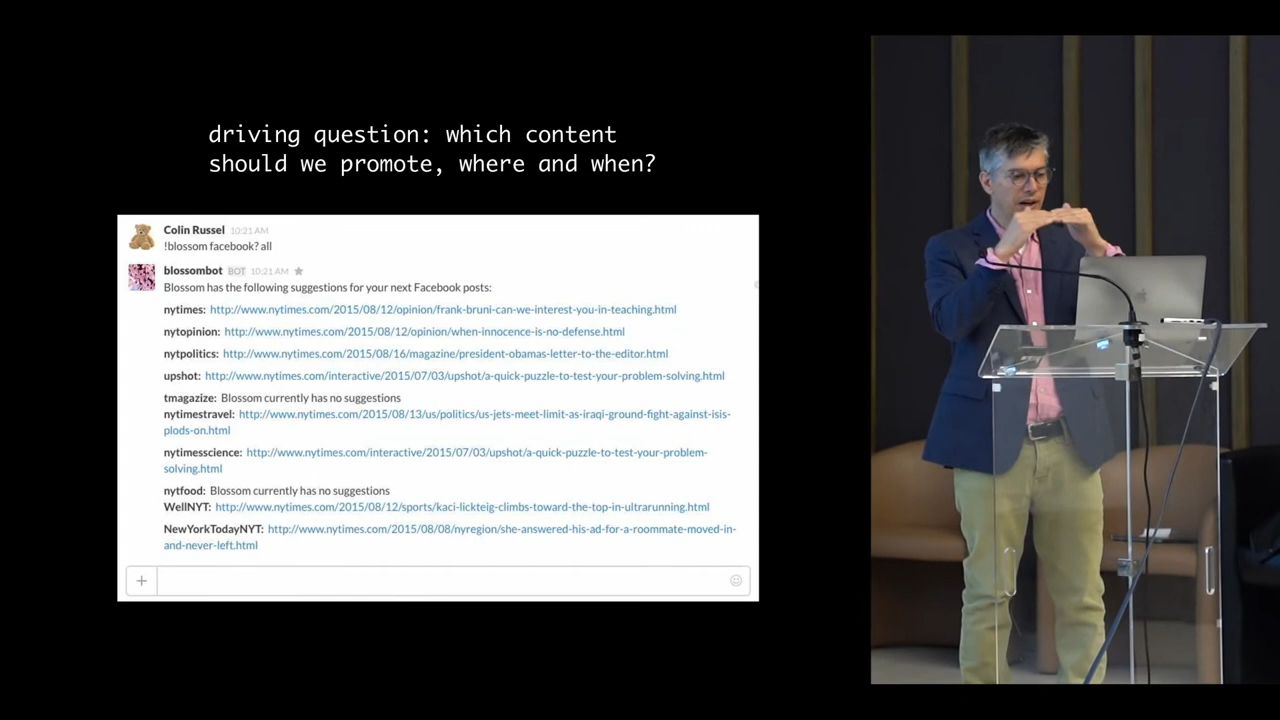 driving question: which content
should we promote, where and when?
Colin Russel 10:21 AM
!blossom facebook? all
blossombot BOT 10:21 AM
Blossom has the following suggestions for your next Facebook posts:
nytimes: http://www.nytimes.com/2015/08/12/opinion/frank-bruni-can-we-interest-you-in-teaching.html
nytopinion: http://www.nytimes.com/2015/08/12/opinion/when-innocence-is-no-defense.html
nytpolitics: http://www.nytimes.com/2015/08/16/magazine/president-obamas-letter-to-the-editor.html
upshot: http://www.nytimes.com/interactive/2015/07/03/upshot/a-quick-puzzle-to-test-your-problem-solving.html
tmagazize: Blossom currently has no suggestions
nytimestravel: http://www.nytimes.com/2015/08/13/us/politics/us-jets-meet-limit-as-iraqi-ground-fight-against-isis-
plods-on.html
nytimesscience: http://www.nytimes.com/interactive/2015/07/03/upshot/a-quick-puzzle-to-test-your-problem-
solving.html
nytfood: Blossom currently has no suggestions
WellNYT: http://www.nytimes.com/2015/08/12/sports/kaci-lickteig-climbs-toward-the-top-in-ultrarunning.html
NewYorkTodayNYT: http://www.nytimes.com/2015/08/08/nyregion/she-answered-his-ad-for-a-roommate-moved-in-
and-never-left.html